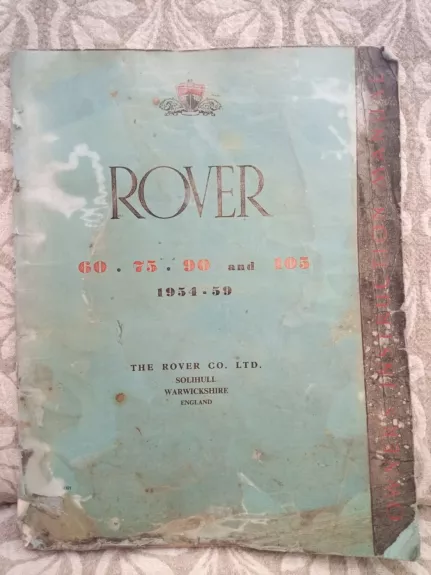 ROVER
60 . 75 . 90 and 105
1954 - 59
THE ROVER CO. LTD.
SOLIHULL
WARWICKSHIRE
ENGLAND